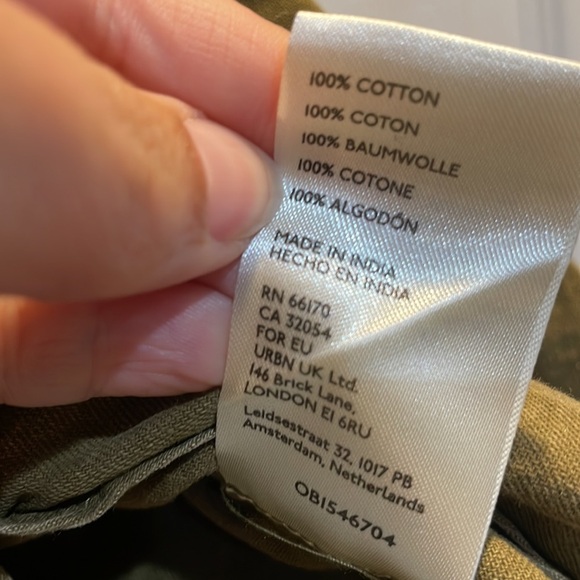 100% COTTON
100% COTON
100% BAUMWOLLE
100% COTONE
100% ALGODÓN
MADE IN INDIA
HECHO EN INDIA
RN 66170
CA 32054
FOR EU
URBN UK Ltd.
146 Brick Lane,
LONDON E1 6RU
Leidsestraat 32, 1017 PB
Amsterdam, Netherlands
OB1546704